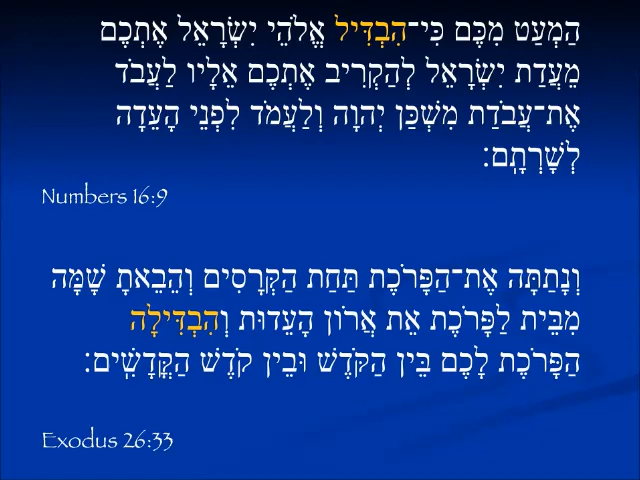 הַמְעַט מִכֶּם כִּי־הִבְדִּיל אֱלֹהֵי יִשְׂרָאֵל אֶתְכֶם
מֵעֲדַת יִשְׂרָאֵל לְהַקְרִיב אֶתְכֶם אֵלָיו לַעֲבֹד
אֶת־עֲבֹדַת מִשְׁכַּן יְהוָה וְלַעֲמֹד לִפְנֵי הָעֵדָה
לְשָׁרְתָֽם׃
Numbers 16:9
וְנָתַתָּה אֶת־הַפָּרֹכֶת תַּחַת הַקְּרָסִים וְהֵבֵאתָ שָׁמָּה
מִבֵּית לַפָּרֹכֶת אֵת אֲרוֹן הָעֵדוּת וְהִבְדִּילָה
הַפָּרֹכֶת לָכֶם בֵּין הַקֹּדֶשׁ וּבֵין קֹדֶשׁ הַקֳּדָשִֽׁים׃
Exodus 26:33